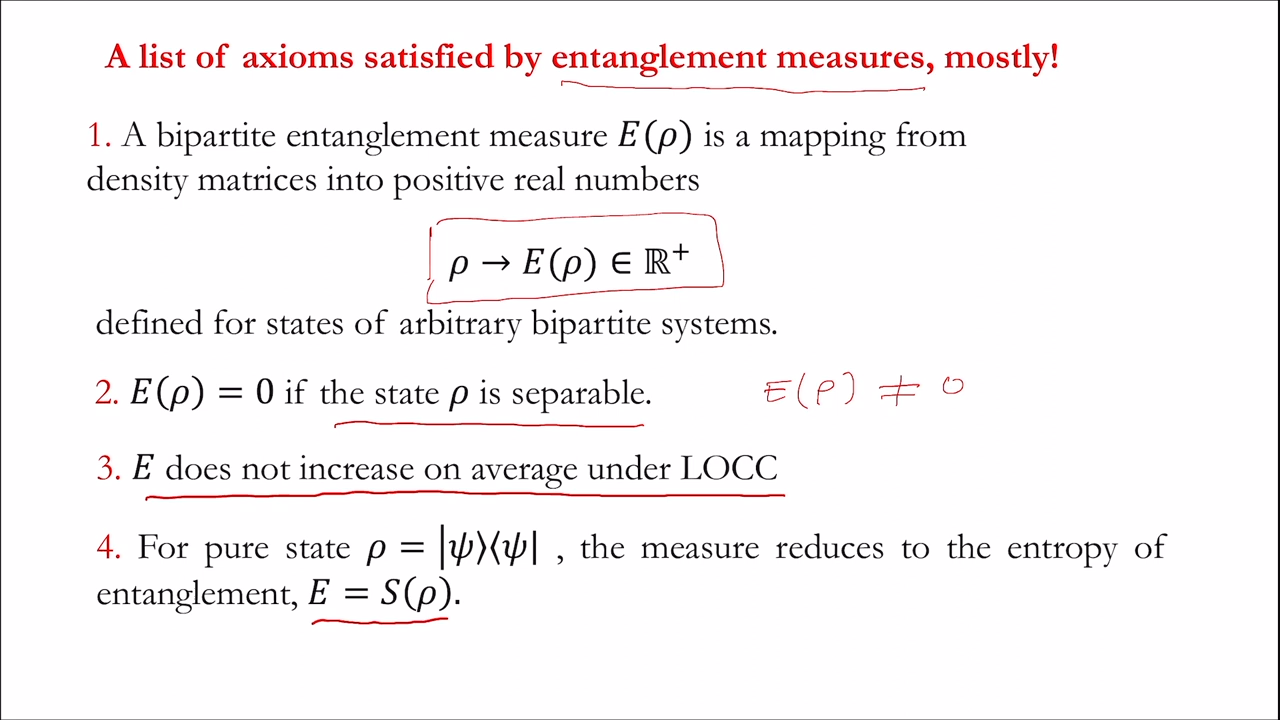 A list of axioms satisfied by entanglement measures, mostly!
1. A bipartite entanglement measure E(ρ) is a mapping from
density matrices into positive real numbers
ρ → E(ρ) ∈ ℝ⁺
defined for states of arbitrary bipartite systems.
2. E(ρ) = 0 if the state ρ is separable. E(ρ) ≠ 0
3. E does not increase on average under LOCC
4. For pure state ρ = |ψ⟩⟨ψ| , the measure reduces to the entropy of
entanglement, E = S(ρ).